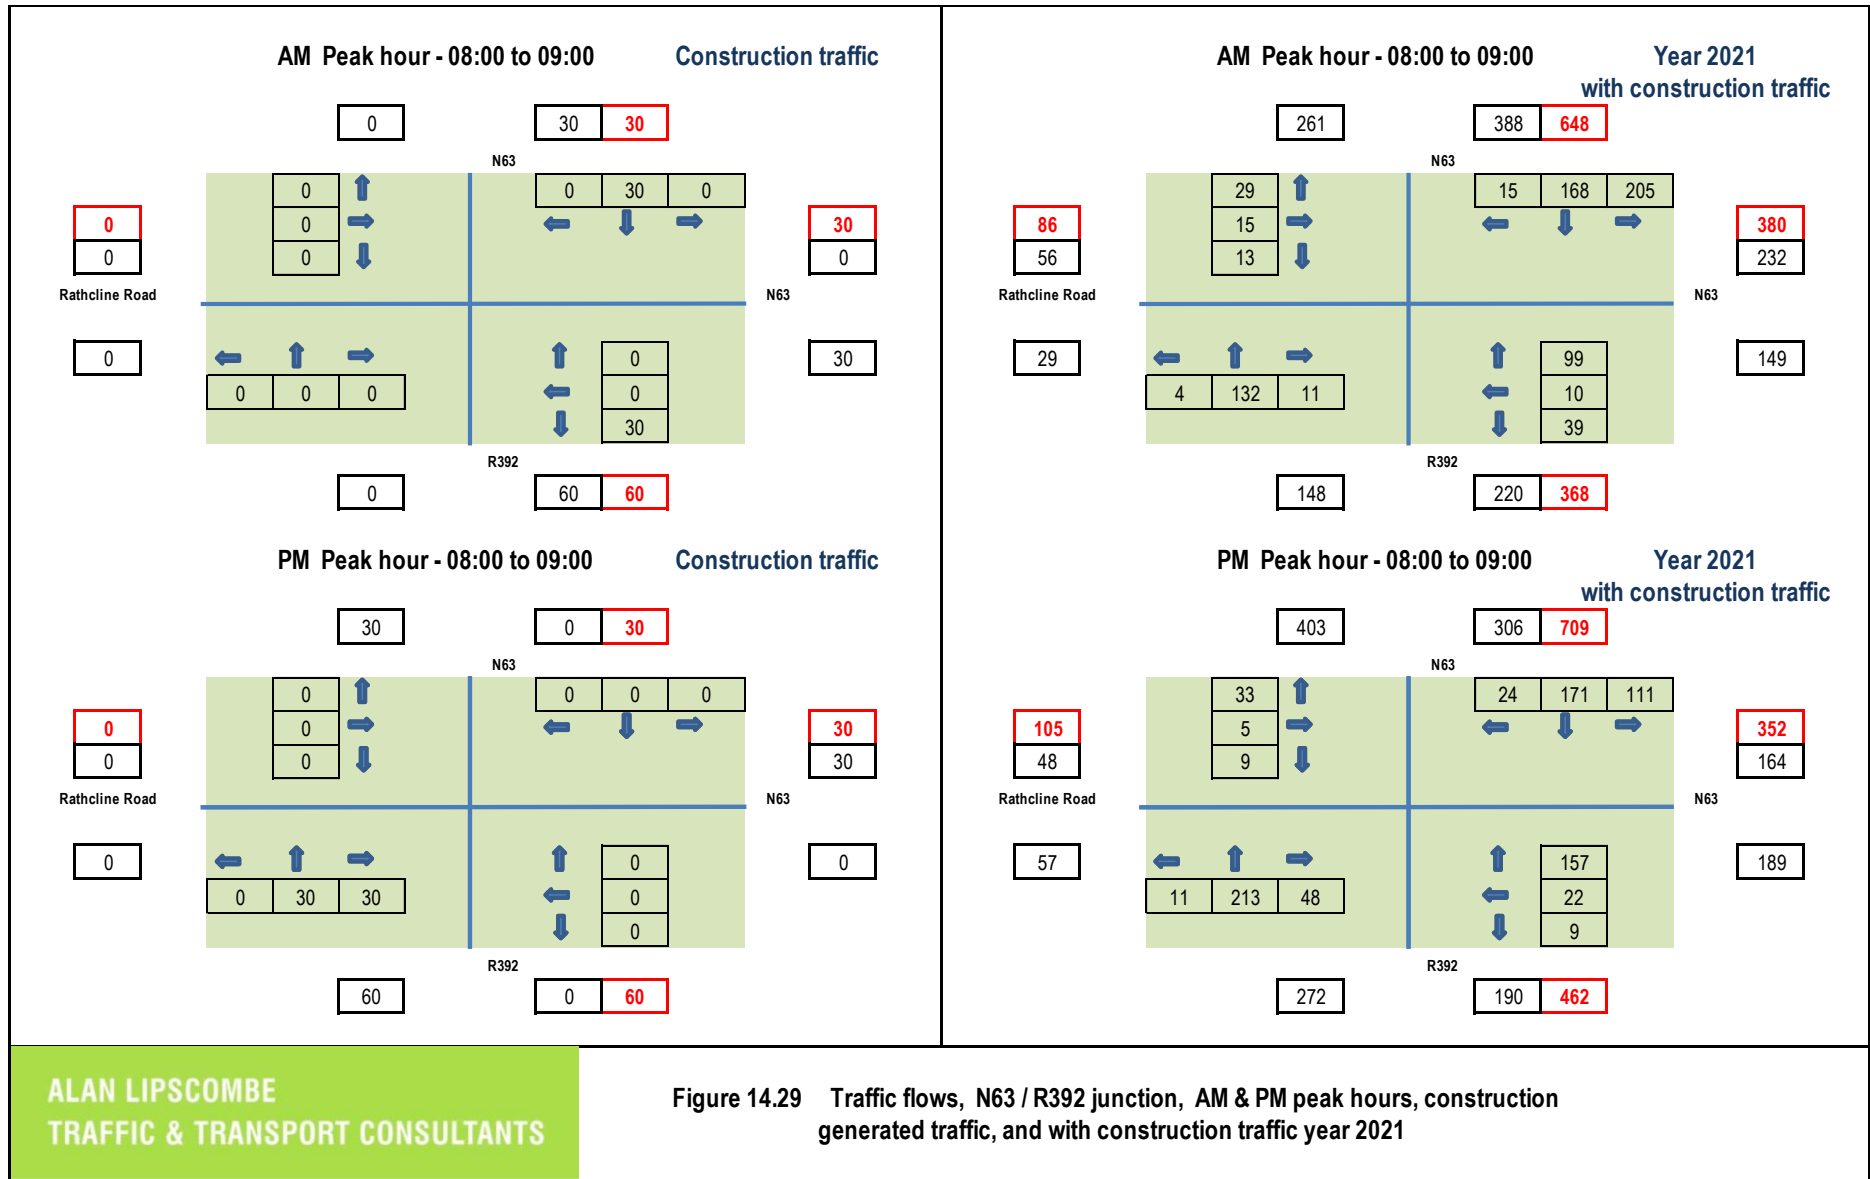 AM Peak hour - 08:00 to 09:00 Construction traffic
0 30 30
N63
0 0 30 0
0 0 30
0 0 0
0
Rathcline Road N63
0 0 30
0 0 0 0
30
R392
0 60 60
PM Peak hour - 08:00 to 09:00 Construction traffic
30 0 30
N63
0 0 0 0
0 0 30
0 0 30
0
Rathcline Road N63
0 0 0
0 30 30 0
0
R392
60 0 60
AM Peak hour - 08:00 to 09:00 Year 2021
with construction traffic
261 388 648
N63
29 15 168 205
86 15 380
56 13 232
Rathcline Road N63
29 99 149
4 132 11 10
39
R392
148 220 368
PM Peak hour - 08:00 to 09:00 Year 2021
with construction traffic
403 306 709
N63
33 24 171 111
105 5 352
48 9 164
Rathcline Road N63
57 157 189
11 213 48 22
9
R392
272 190 462
ALAN LIPSCOMBE
TRAFFIC & TRANSPORT CONSULTANTS
Figure 14.29 Traffic flows, N63 / R392 junction, AM & PM peak hours, construction
generated traffic, and with construction traffic year 2021